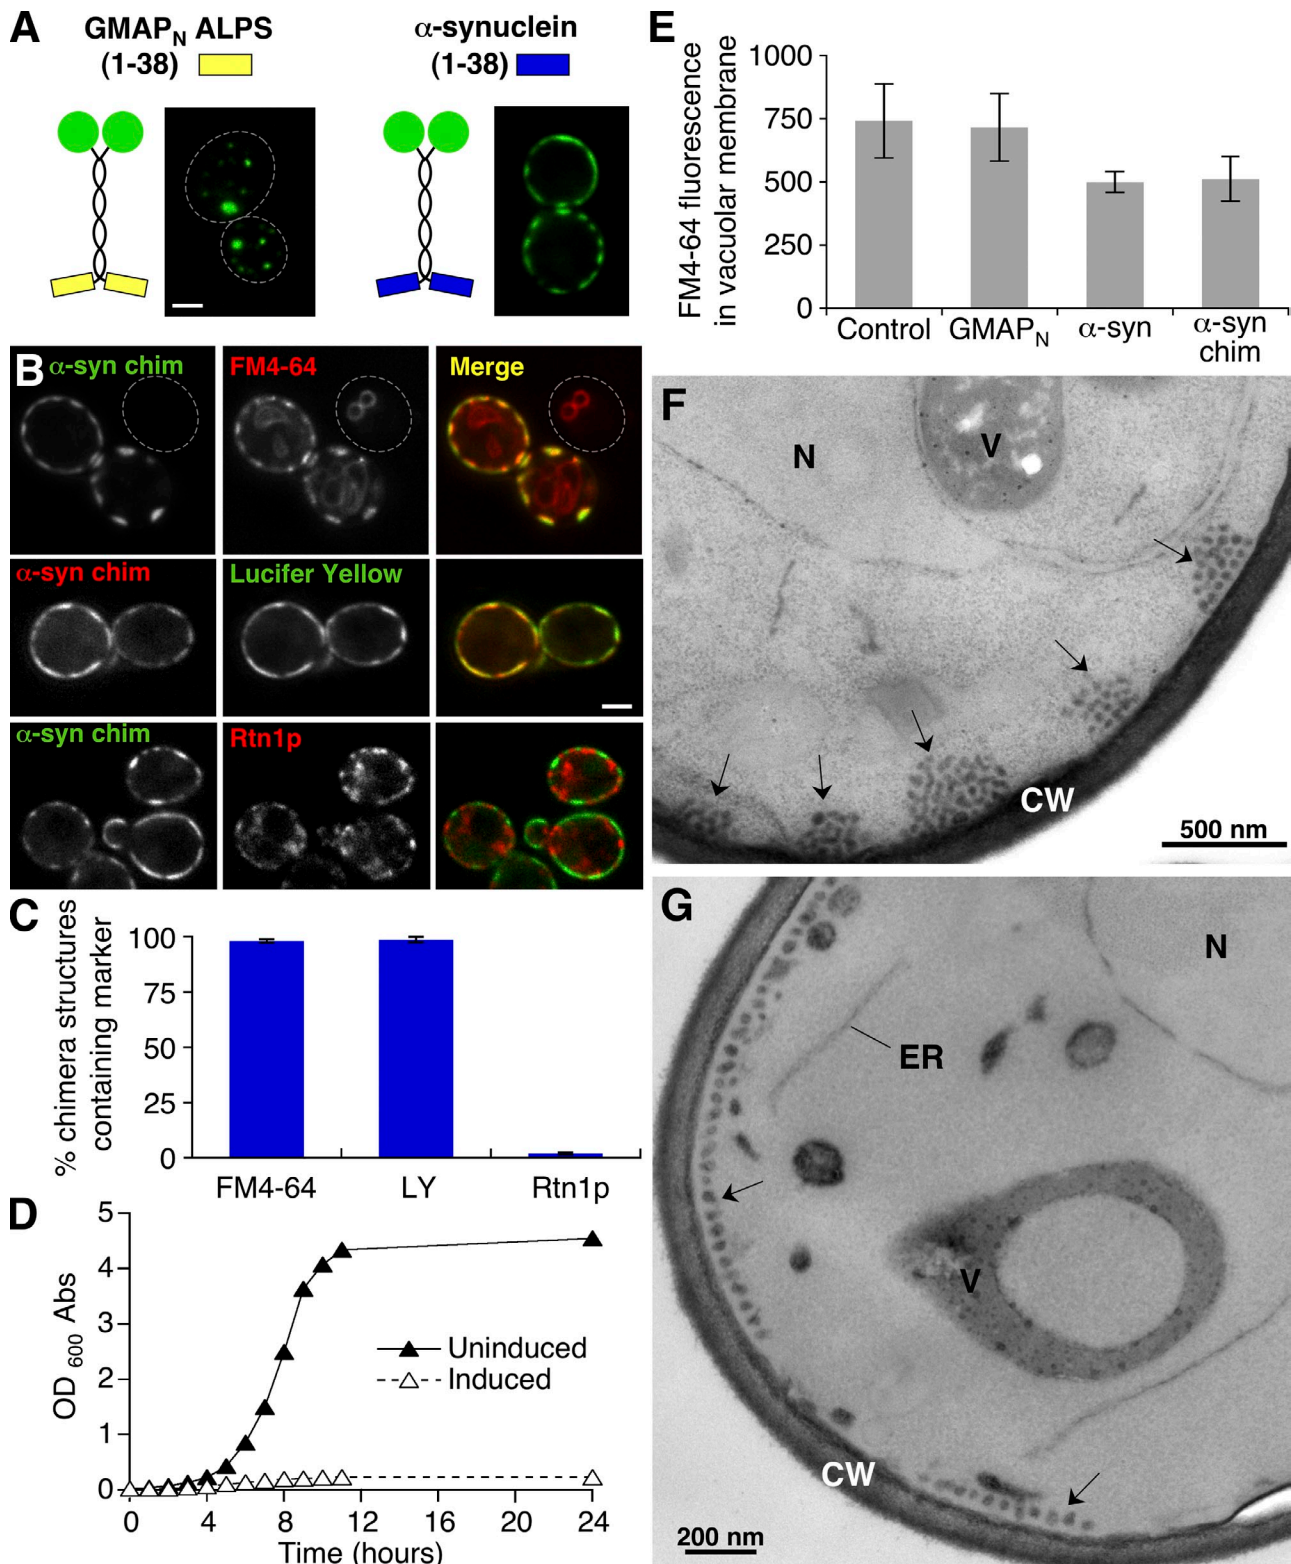 A
GMAPN ALPS
(1-38)
α-synuclein
(1-38)
B
α-syn chim
FM4-64
Merge
α-syn chim
Lucifer Yellow
α-syn chim
Rtn1p
C
% chimera structures
containing marker
100
75
50
25
0
FM4-64 LY Rtn1p
D
OD 600 Abs
5
4
3
2
1
0
Uninduced
Induced
0 4 8 12 16 20 24
Time (hours)
E
FM4-64 fluorescence
in vacuolar membrane
1000
750
500
250
0
Control GMAPN α-syn α-syn
chim
F
N
V
CW
500 nm
G
N
ER
V
CW
200 nm